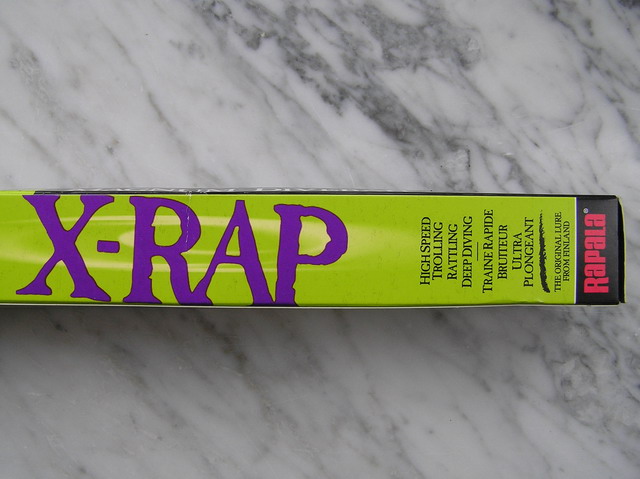 X-RAP
HIGH SPEED
TROLLING
RATTLING
DEEP DIVING
TRAINE RAPIDE
BRUITEUR
ULTRA
PLONGEANT
THE ORIGINAL LURE
FROM FINLAND
Rapala®